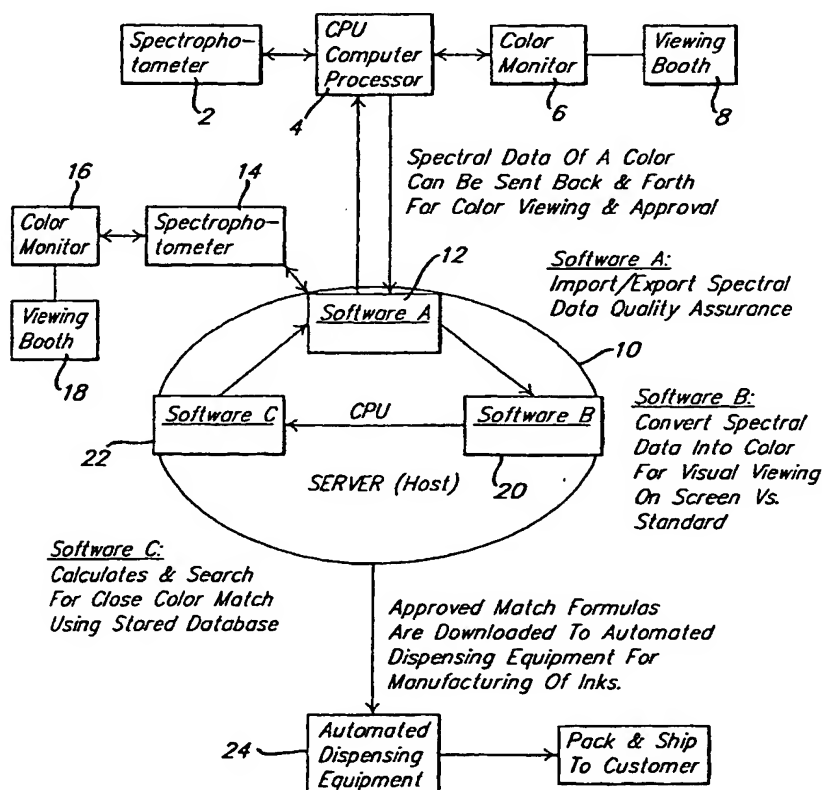 Spectropho-
tometer
2
CPU
Computer
Processor
4
Color
Monitor
6
Viewing
Booth
8
Spectral Data Of A Color
Can Be Sent Back & Forth
For Color Viewing & Approval
16
Color
Monitor
14
Spectropho-
tometer
Viewing
Booth
18
12
Software A
Software A:
Import/Export Spectral
Data Quality Assurance
10
Software C
22
CPU
Software B
20
SERVER (Host)
Software B:
Convert Spectral
Data Into Color
For Visual Viewing
On Screen Vs.
Standard
Software C:
Calculates & Search
For Close Color Match
Using Stored Database
Approved Match Formulas
Are Downloaded To Automated
Dispensing Equipment For
Manufacturing Of Inks.
24
Automated
Dispensing
Equipment
Pack & Ship
To Customer